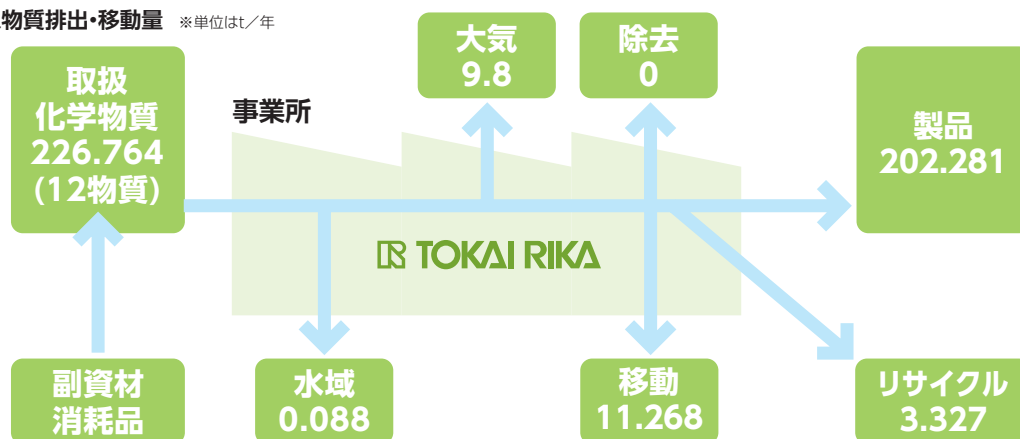 物質排出・移動量 ※単位はt／年
取扱
化学物質
226.764
(12物質)
事業所
大気
9.8
除去
0
製品
202.281
TOKAI RIKA
副資材
消耗品
水域
0.088
移動
11.268
リサイクル
3.327